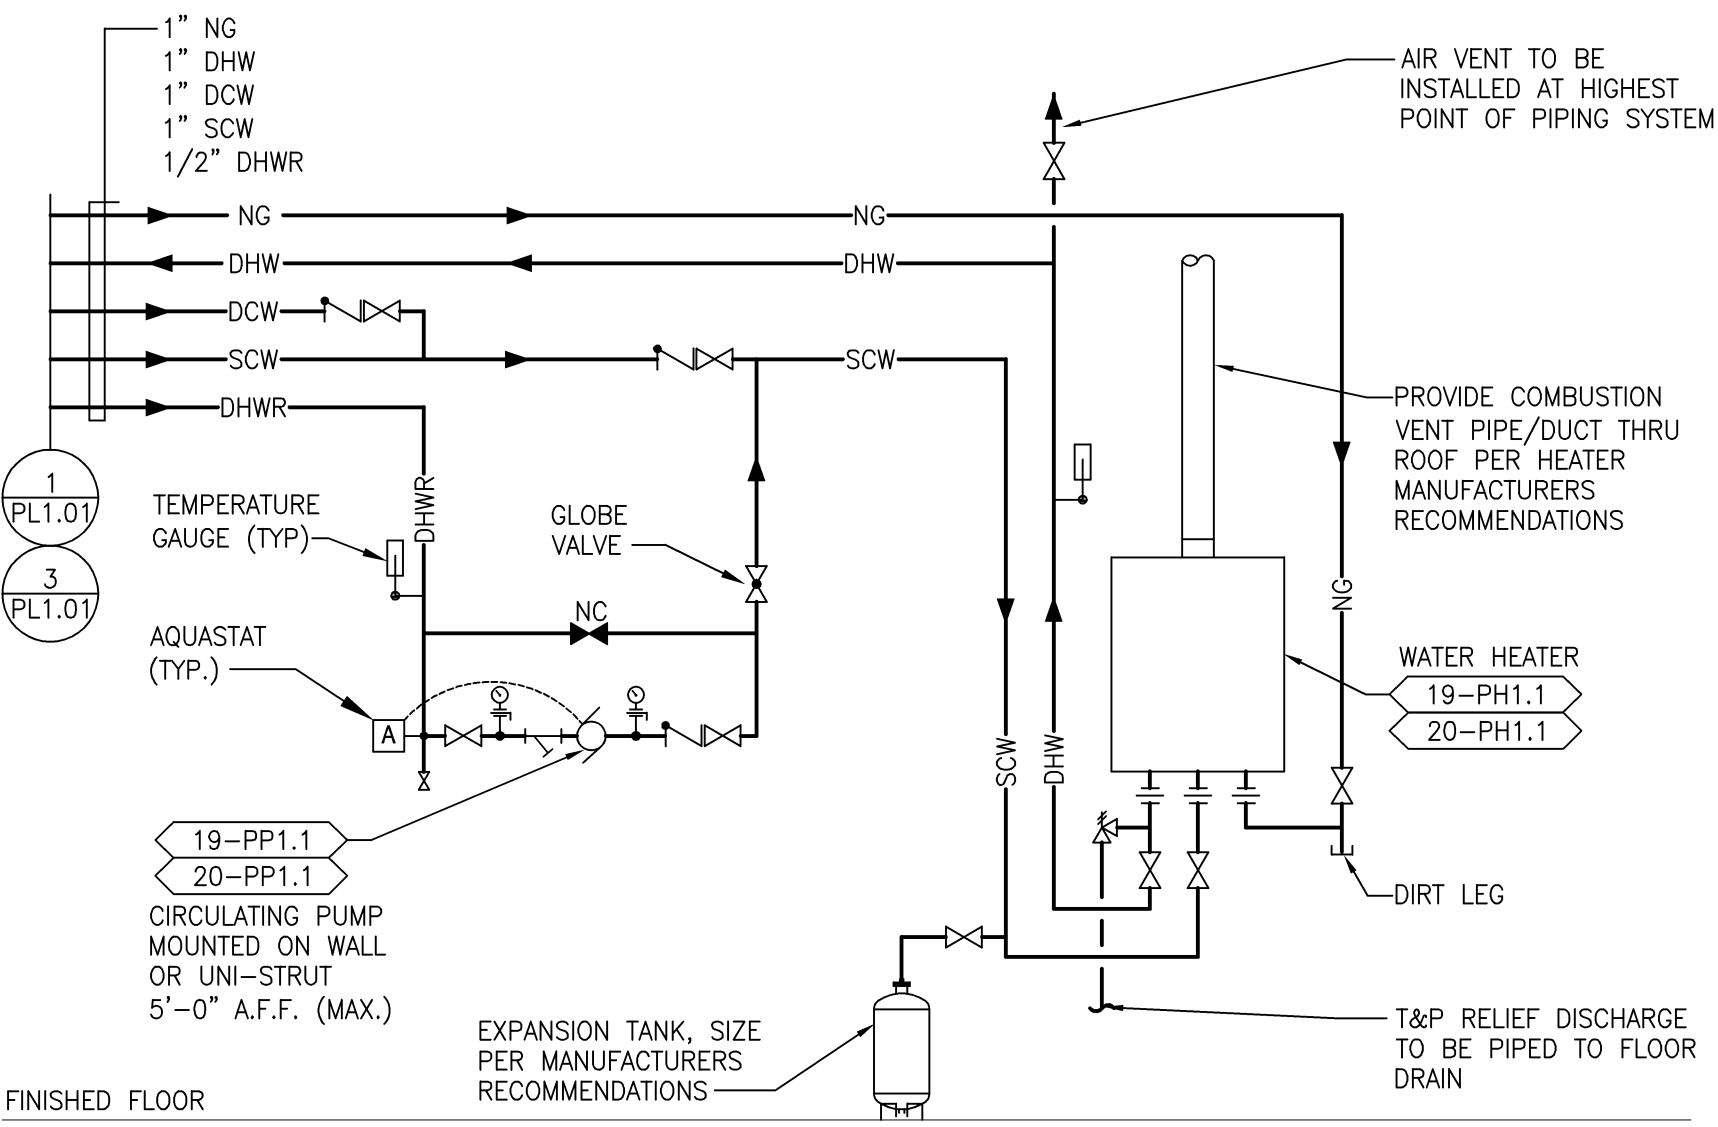 1" NG
1" DHW
1" DCW
1" SCW
1/2" DHWR
AIR VENT TO BE
INSTALLED AT HIGHEST
POINT OF PIPING SYSTEM
NG
NG
DHW
DHW
DCW
SCW
SCW
DHWR
1
PL1.01
3
PL1.01
TEMPERATURE
GAUGE (TYP)
DHWR
GLOBE
VALVE
PROVIDE COMBUSTION
VENT PIPE/DUCT THRU
ROOF PER HEATER
MANUFACTURERS
RECOMMENDATIONS
NG
NC
AQUASTAT
(TYP.)
A
WATER HEATER
19-PH1.1
20-PH1.1
SCW
DHW
19-PP1.1
20-PP1.1
CIRCULATING PUMP
MOUNTED ON WALL
OR UNI-STRUT
5'-0" A.F.F. (MAX.)
DIRT LEG
EXPANSION TANK, SIZE
PER MANUFACTURERS
RECOMMENDATIONS
T&P RELIEF DISCHARGE
TO BE PIPED TO FLOOR
DRAIN
FINISHED FLOOR